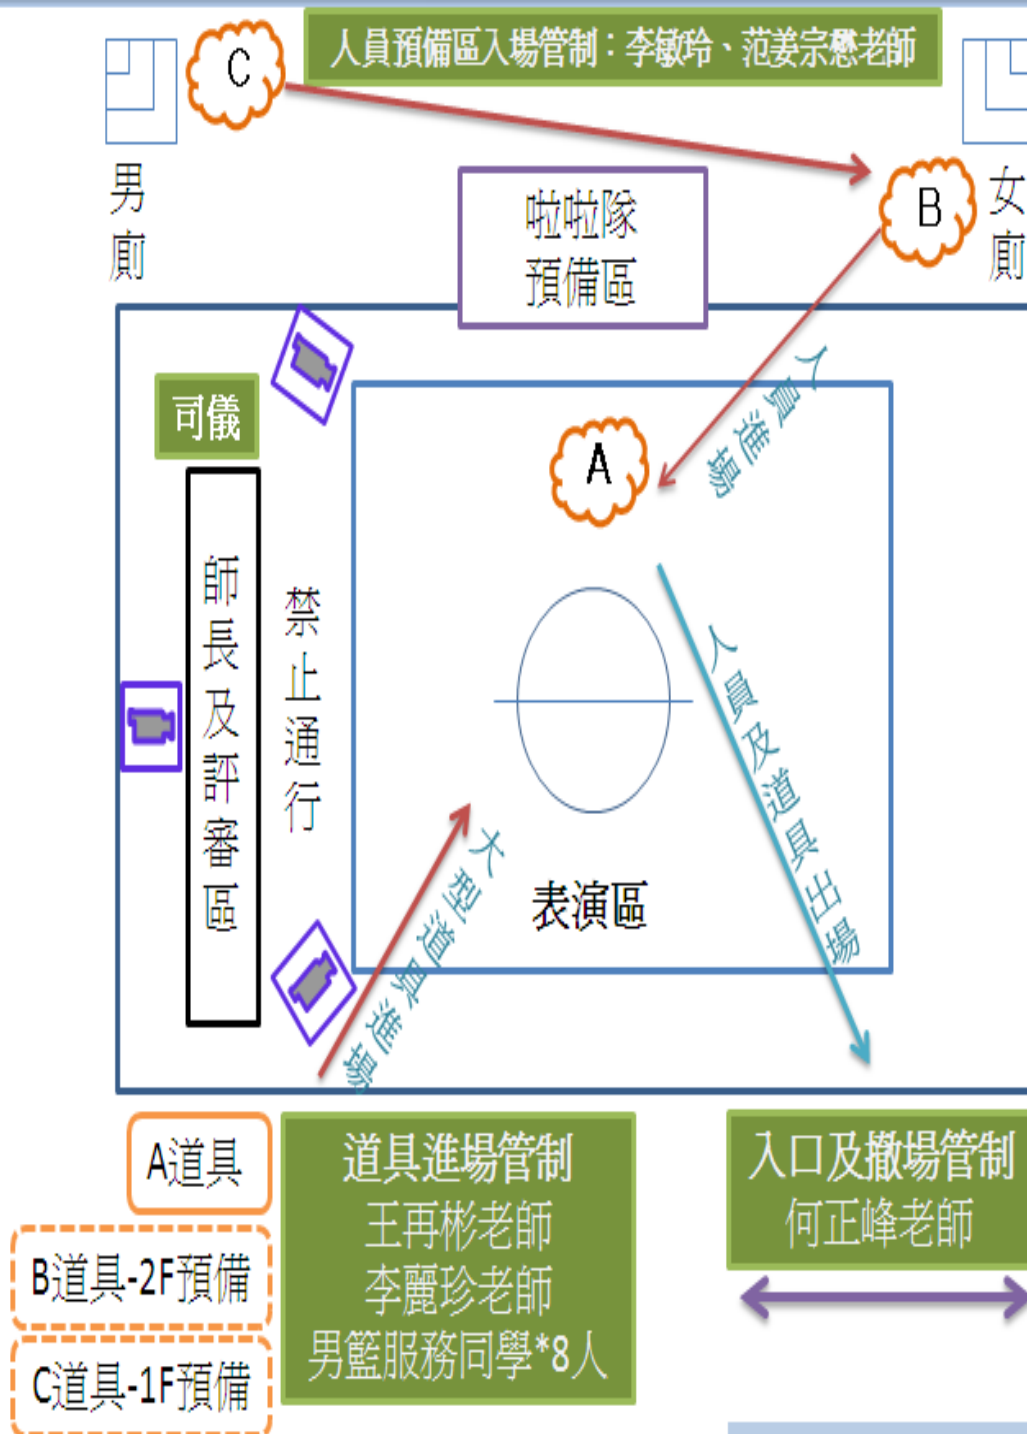 人員預備區入場管制：李敏玲、范姜宗懋老師
C
男廁
啦啦隊
預備區
B
女廁
司儀
A
人員進場
師長及評審區
禁止通行
人員及道具出場
大型道具進場
表演區
A道具
B道具-2F預備
C道具-1F預備
道具進場管制
王再彬老師
李麗珍老師
男籃服務同學*8人
入口及撤場管制
何正峰老師